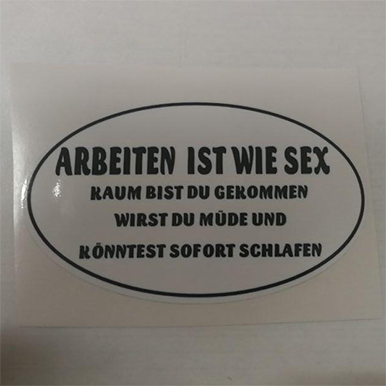 ARBEITEN IST WIE SEX
KAUM BIST DU GEKOMMEN
WIRST DU MÜDE UND
KÖNNTEST SOFORT SCHLAFEN